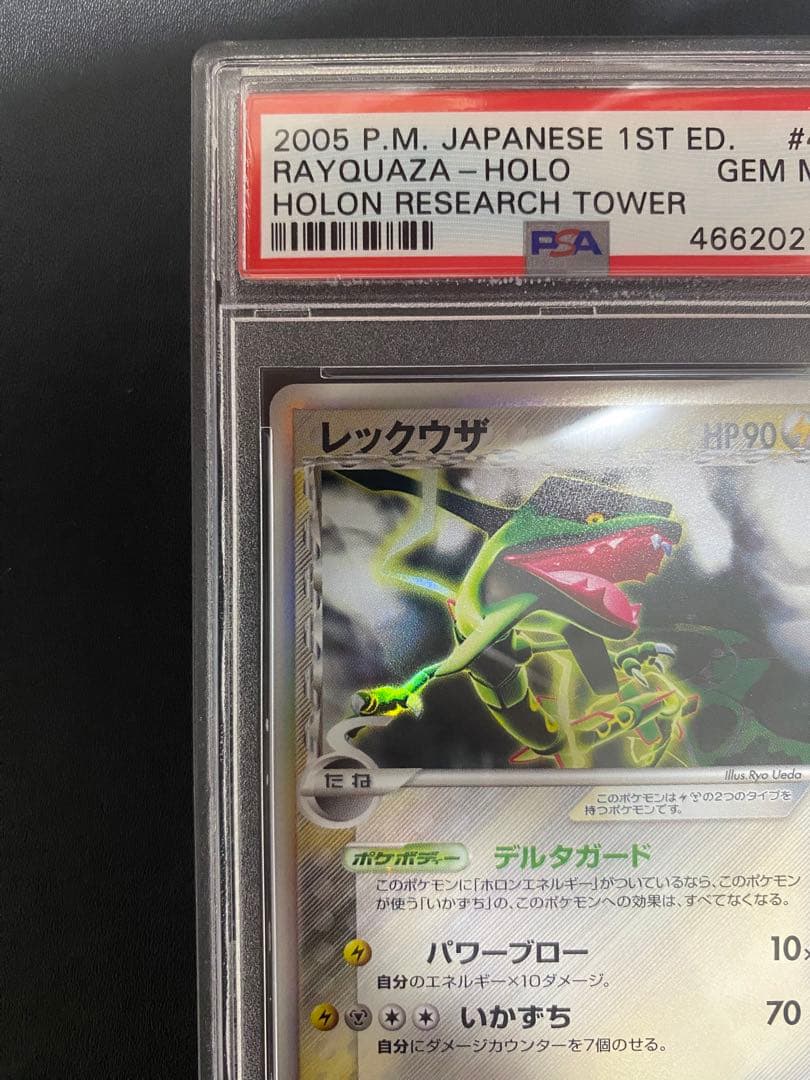 2005 P.M. JAPANESE 1ST ED. #
RAYQUAZA-HOLO GEM M
HOLON RESEARCH TOWER
PSA 466202
レックウザ HP90
Illus.Ryo Ueda
たね
このポケモンは の2つのタイプを
持つポケモンです。
ポケボディー デルタガード
このポケモンに「ホロンエネルギー」がついているなら、このポケモン
が使う「いかずち」の、このポケモンへの効果は、すべてなくなる。
パワーブロー 10×
自分のエネルギー×10ダメージ。
いかずち 70
自分にダメージカウンターを7個のせる。